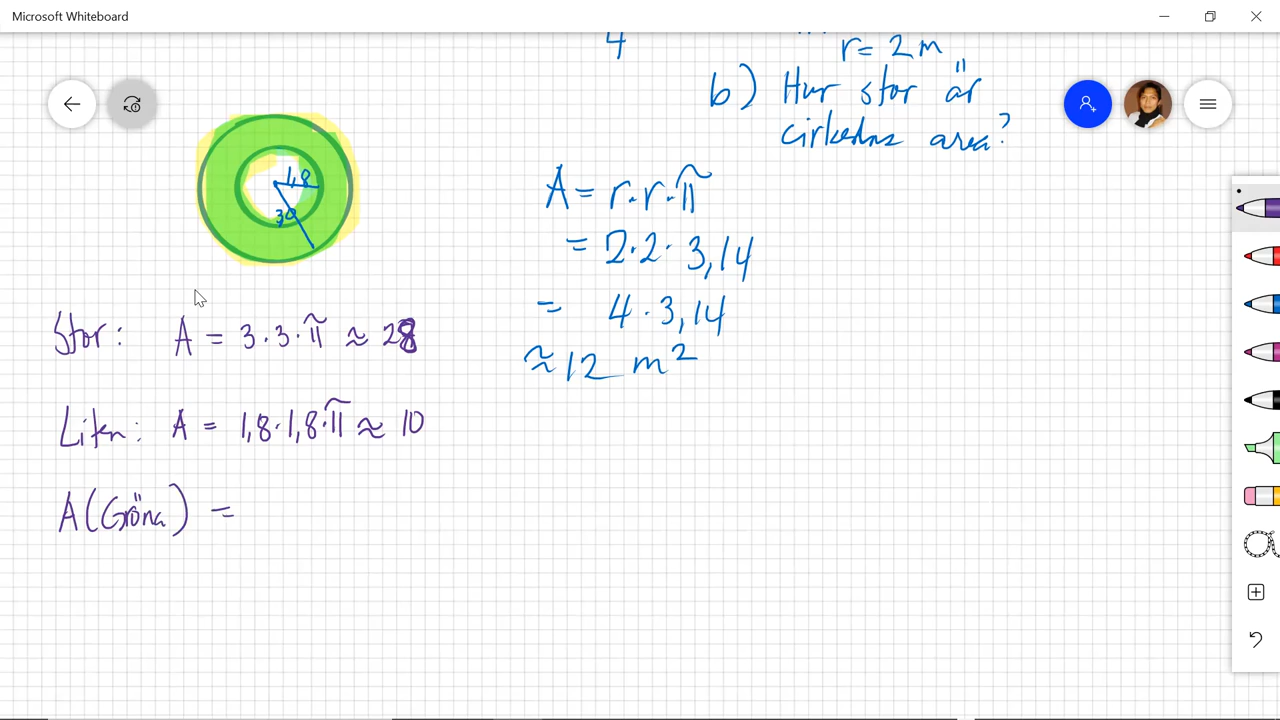 Microsoft Whiteboard
4
r = 2 m
b) Hur stor är
cirkelns area?
1,8
3,0
A = r · r · π
= 2 · 2 · 3,14
= 4 · 3,14
≈ 12 m²
Stor: A = 3 · 3 · π ≈ 28
Liten: A = 1,8 · 1,8 · π ≈ 10
A(Gröna) =